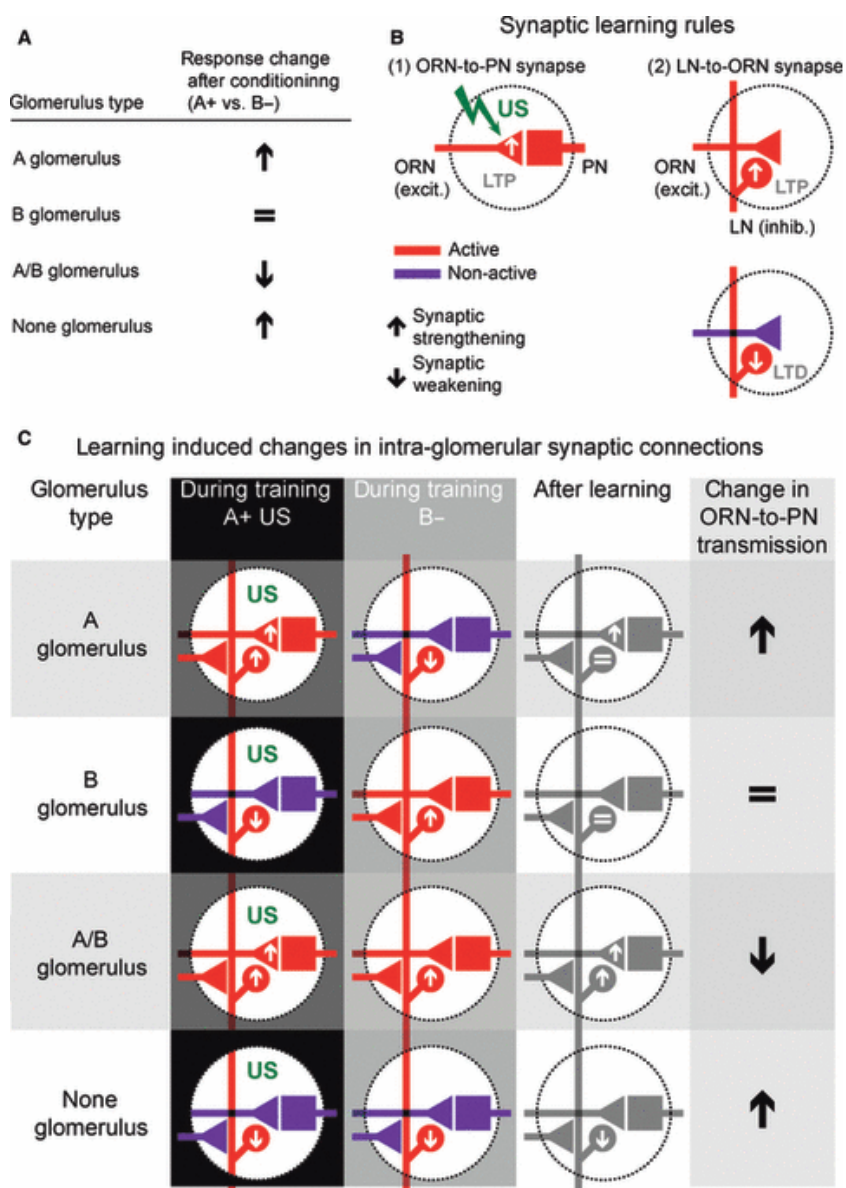 A
Glomerulus type
Response change
after conditioninng
(A+ vs. B–)
A glomerulus
↑
B glomerulus
=
A/B glomerulus
↓
None glomerulus
↑
B
Synaptic learning rules
(1) ORN-to-PN synapse
(2) LN-to-ORN synapse
US
ORN
(excit.)
LTP
PN
ORN
(excit.)
LTP
LN (inhib.)
Active
Non-active
↑ Synaptic
strengthening
↓ Synaptic
weakening
LTD
C
Learning induced changes in intra-glomerular synaptic connections
Glomerulus
type
During training
A+ US
During training
B–
After learning
Change in
ORN-to-PN
transmission
A
glomerulus
US
↑
B
glomerulus
US
=
A/B
glomerulus
US
↓
None
glomerulus
US
↑